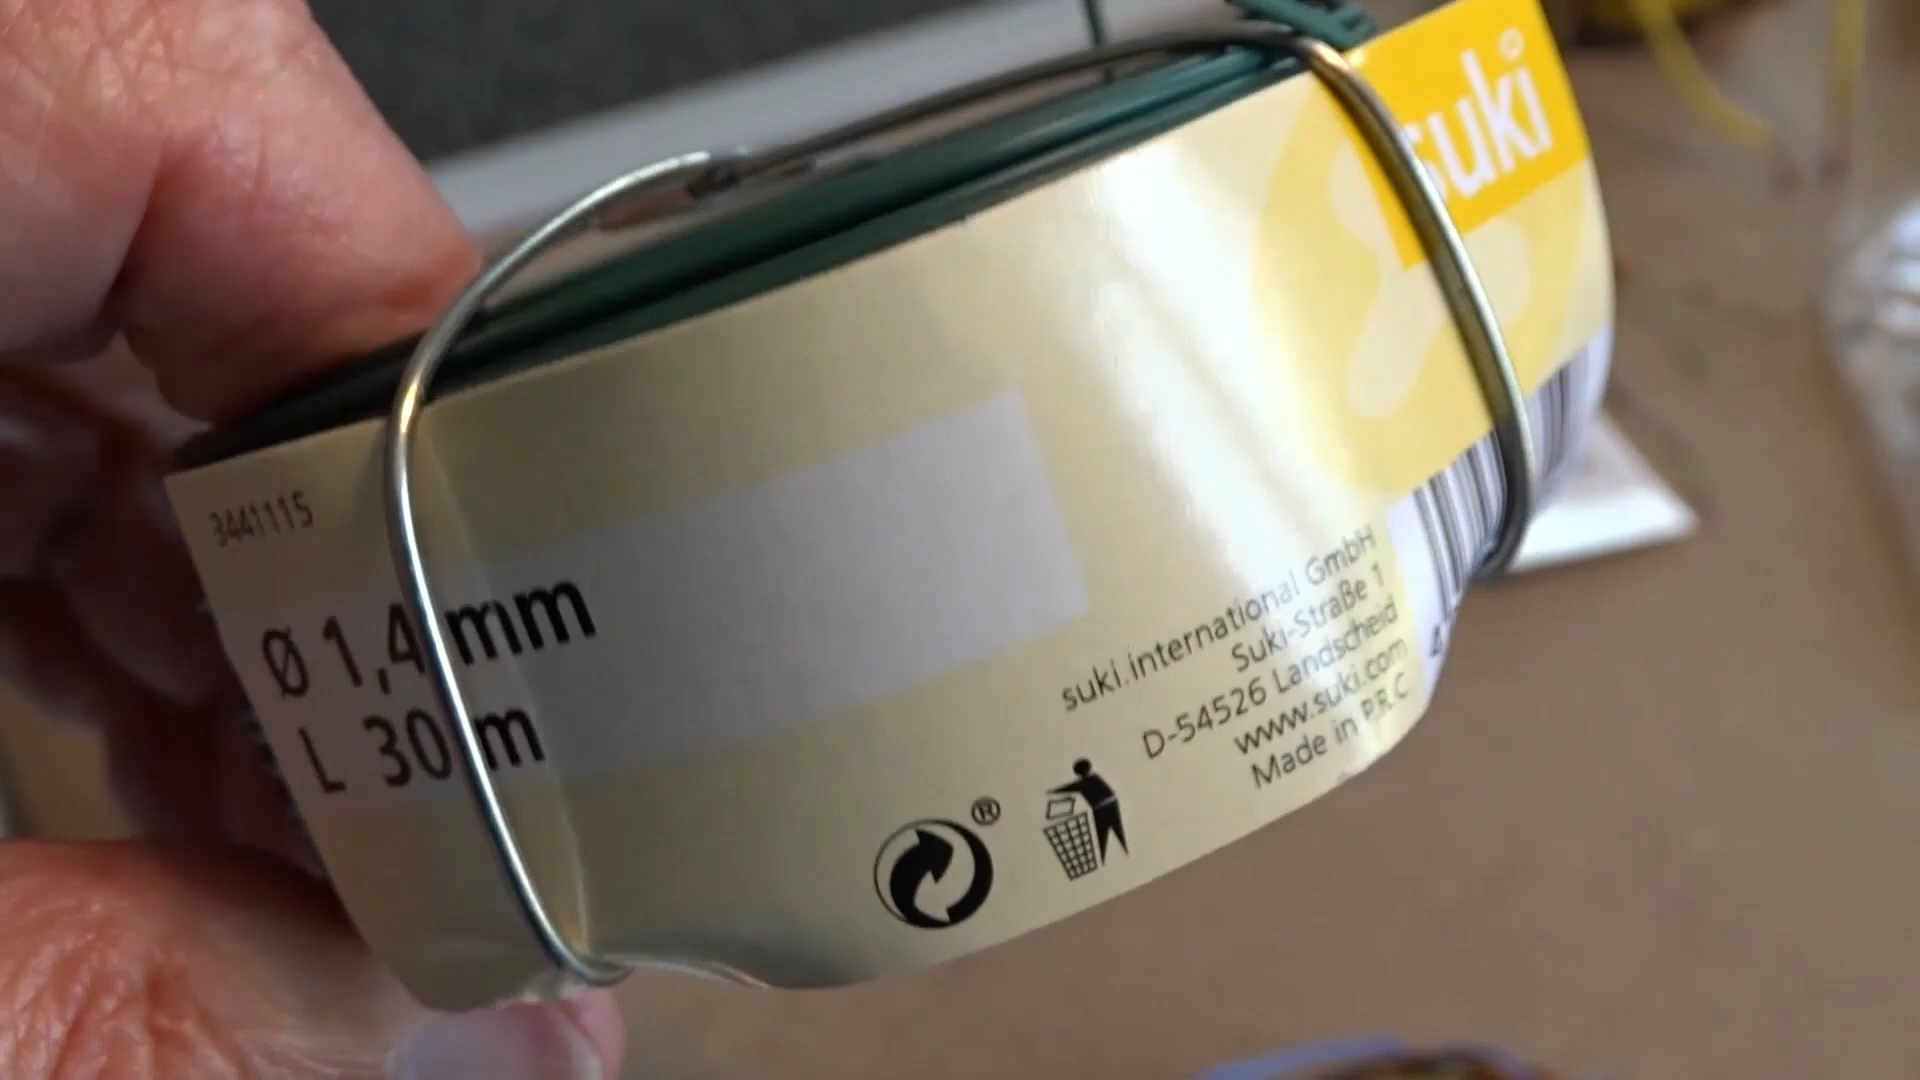 suki
3441115
Ø 1,4 mm
L 30 m
suki.international GmbH
Suki-Straße 1
D-54526 Landscheid
www.suki.com
Made in P.R.C
®
4